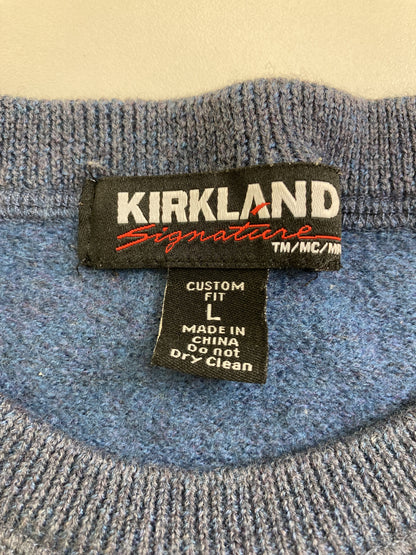 KIRKLAND
Signature
TM/MC/MR
CUSTOM
FIT
L
MADE IN
CHINA
Do not
Dry Clean